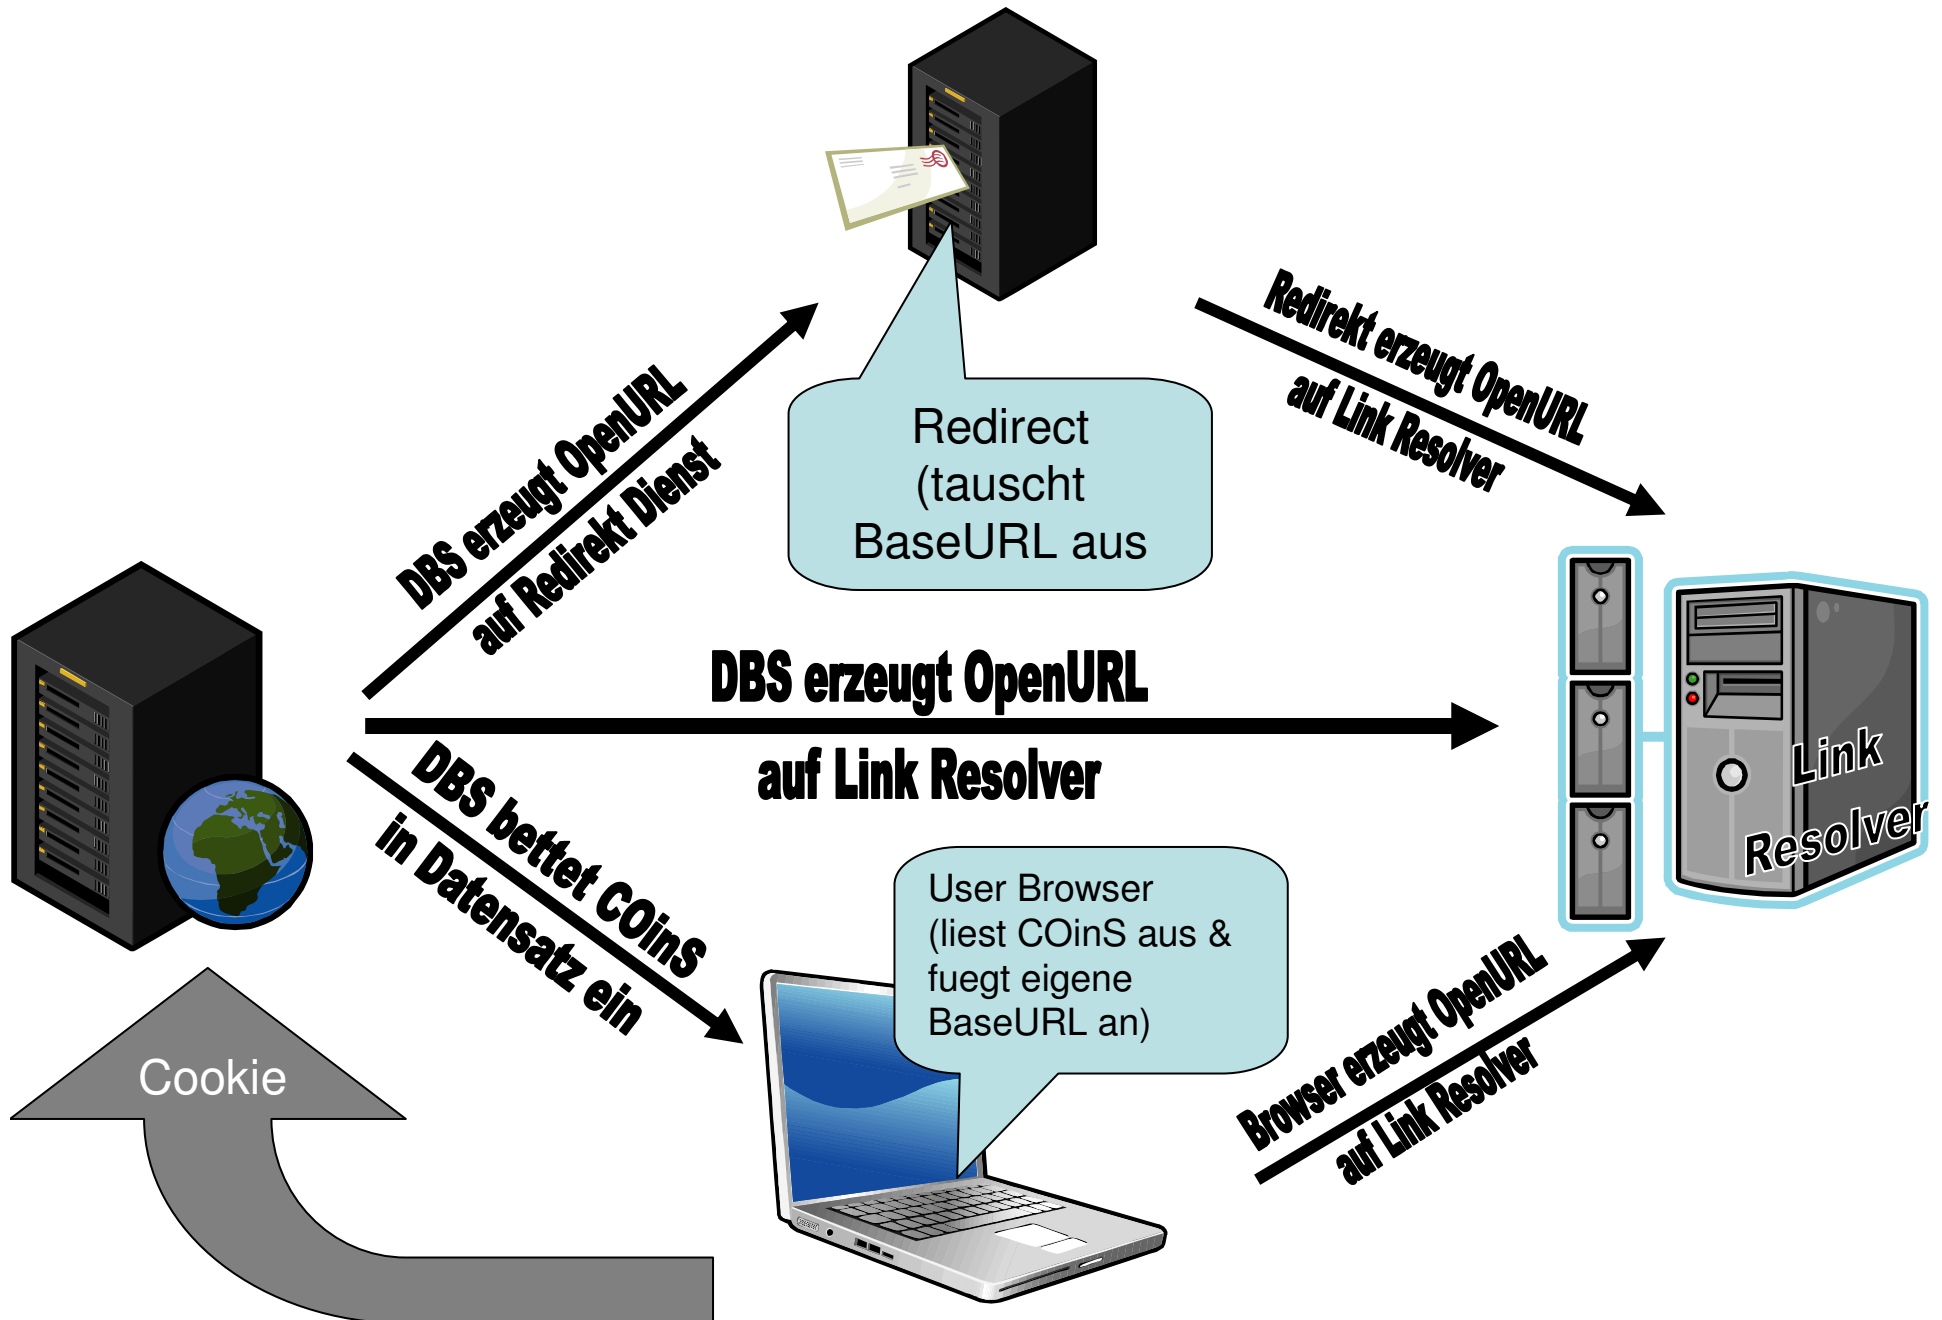 Redirekt erzeugt OpenURL
auf Link Resolver
DBS erzeugt OpenURL
auf Redirekt Dienst
Redirect
(tauscht
BaseURL aus
DBS erzeugt OpenURL
auf Link Resolver
Link
Resolver
DBS bettet COinS
in Datensatz ein
User Browser
(liest COinS aus &
fuegt eigene
BaseURL an)
Browser erzeugt OpenURL
auf Link Resolver
Cookie